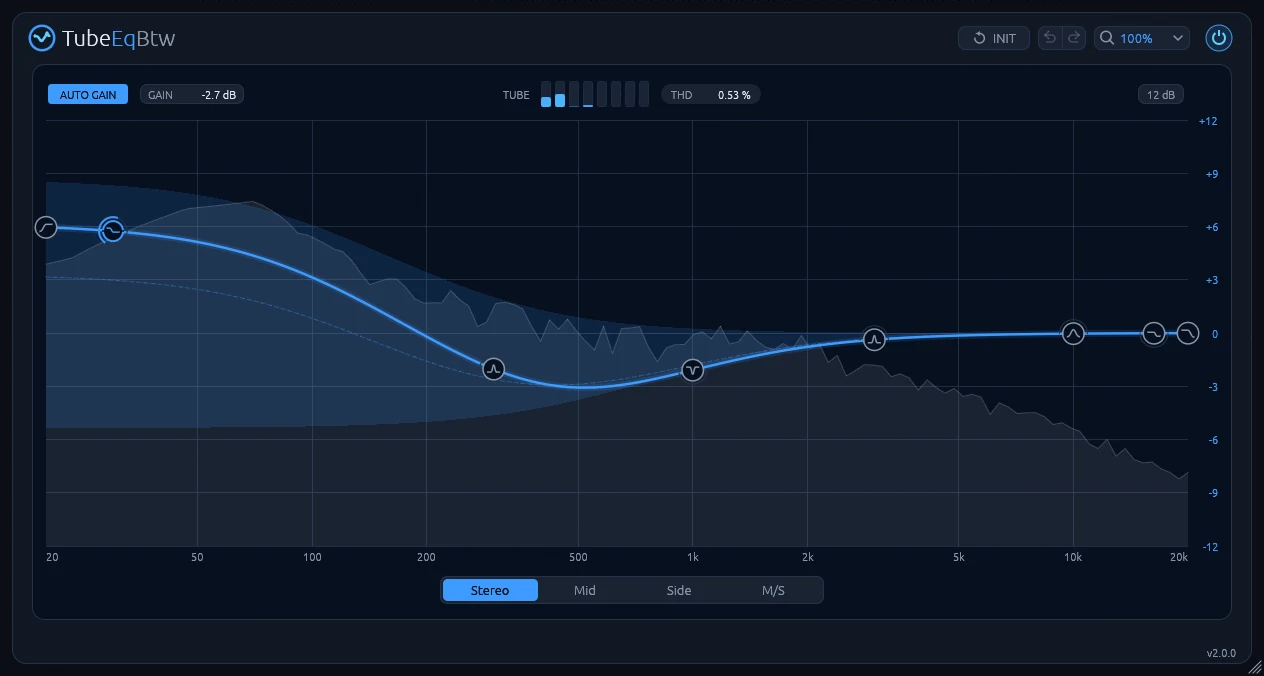 TubeEqBtw INIT 100%
AUTO GAIN GAIN -2.7 dB TUBE THD 0.53 % 12 dB
+12
+9
+6
+3
0
-3
-6
-9
-12
20 50 100 200 500 1k 2k 5k 10k 20k
Stereo Mid Side M/S
v2.0.0